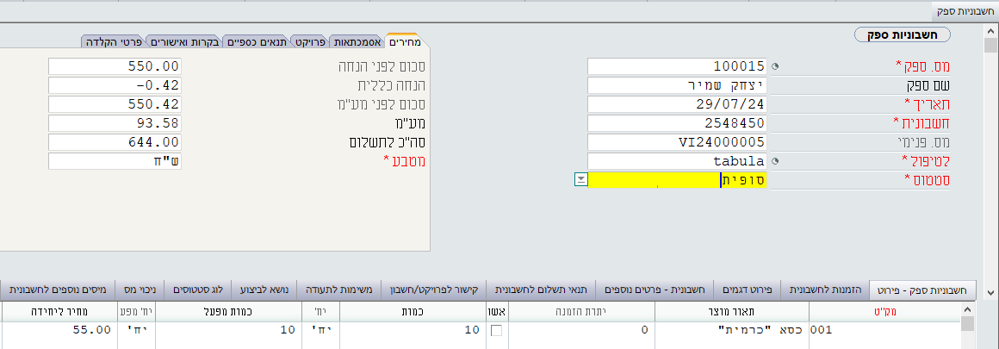 חשבוניות ספק
חשבוניות ספק
מס. ספק * 100015
שם ספק יצחק שמיר
תאריך * 29/07/24
חשבונית * 2548450
מס. פנימי VI24000005
לטיפול * tabula
סטטוס * סופית
מחירים אסמכתאות פרויקט תנאים כספיים בקרות ואישורים פרטי הקלדה
סכום לפני הנחה 550.00
הנחה כללית -0.42
סכום לפני מע"מ 550.42
מע"מ 93.58
סה"כ לתשלום 644.00
מטבע * ש"ח
חשבוניות ספק - פירוט הזמנות לחשבונית פירוט דגמים חשבונית - פרטים נוספים תנאי תשלום לחשבונית קישור לפרויקט/חשבון משימות לתעודה נושא לביצוע לוג סטטוסים ניכוי מס מיסים נוספים לחשבונית
מק"ט תאור מוצר יתרת הזמנה אשו כמות יח' כמות מפעל יח' מפע מחיר ליחידה
001 כסא "כרמית" 0 10 יח' 10 יח' 55.00